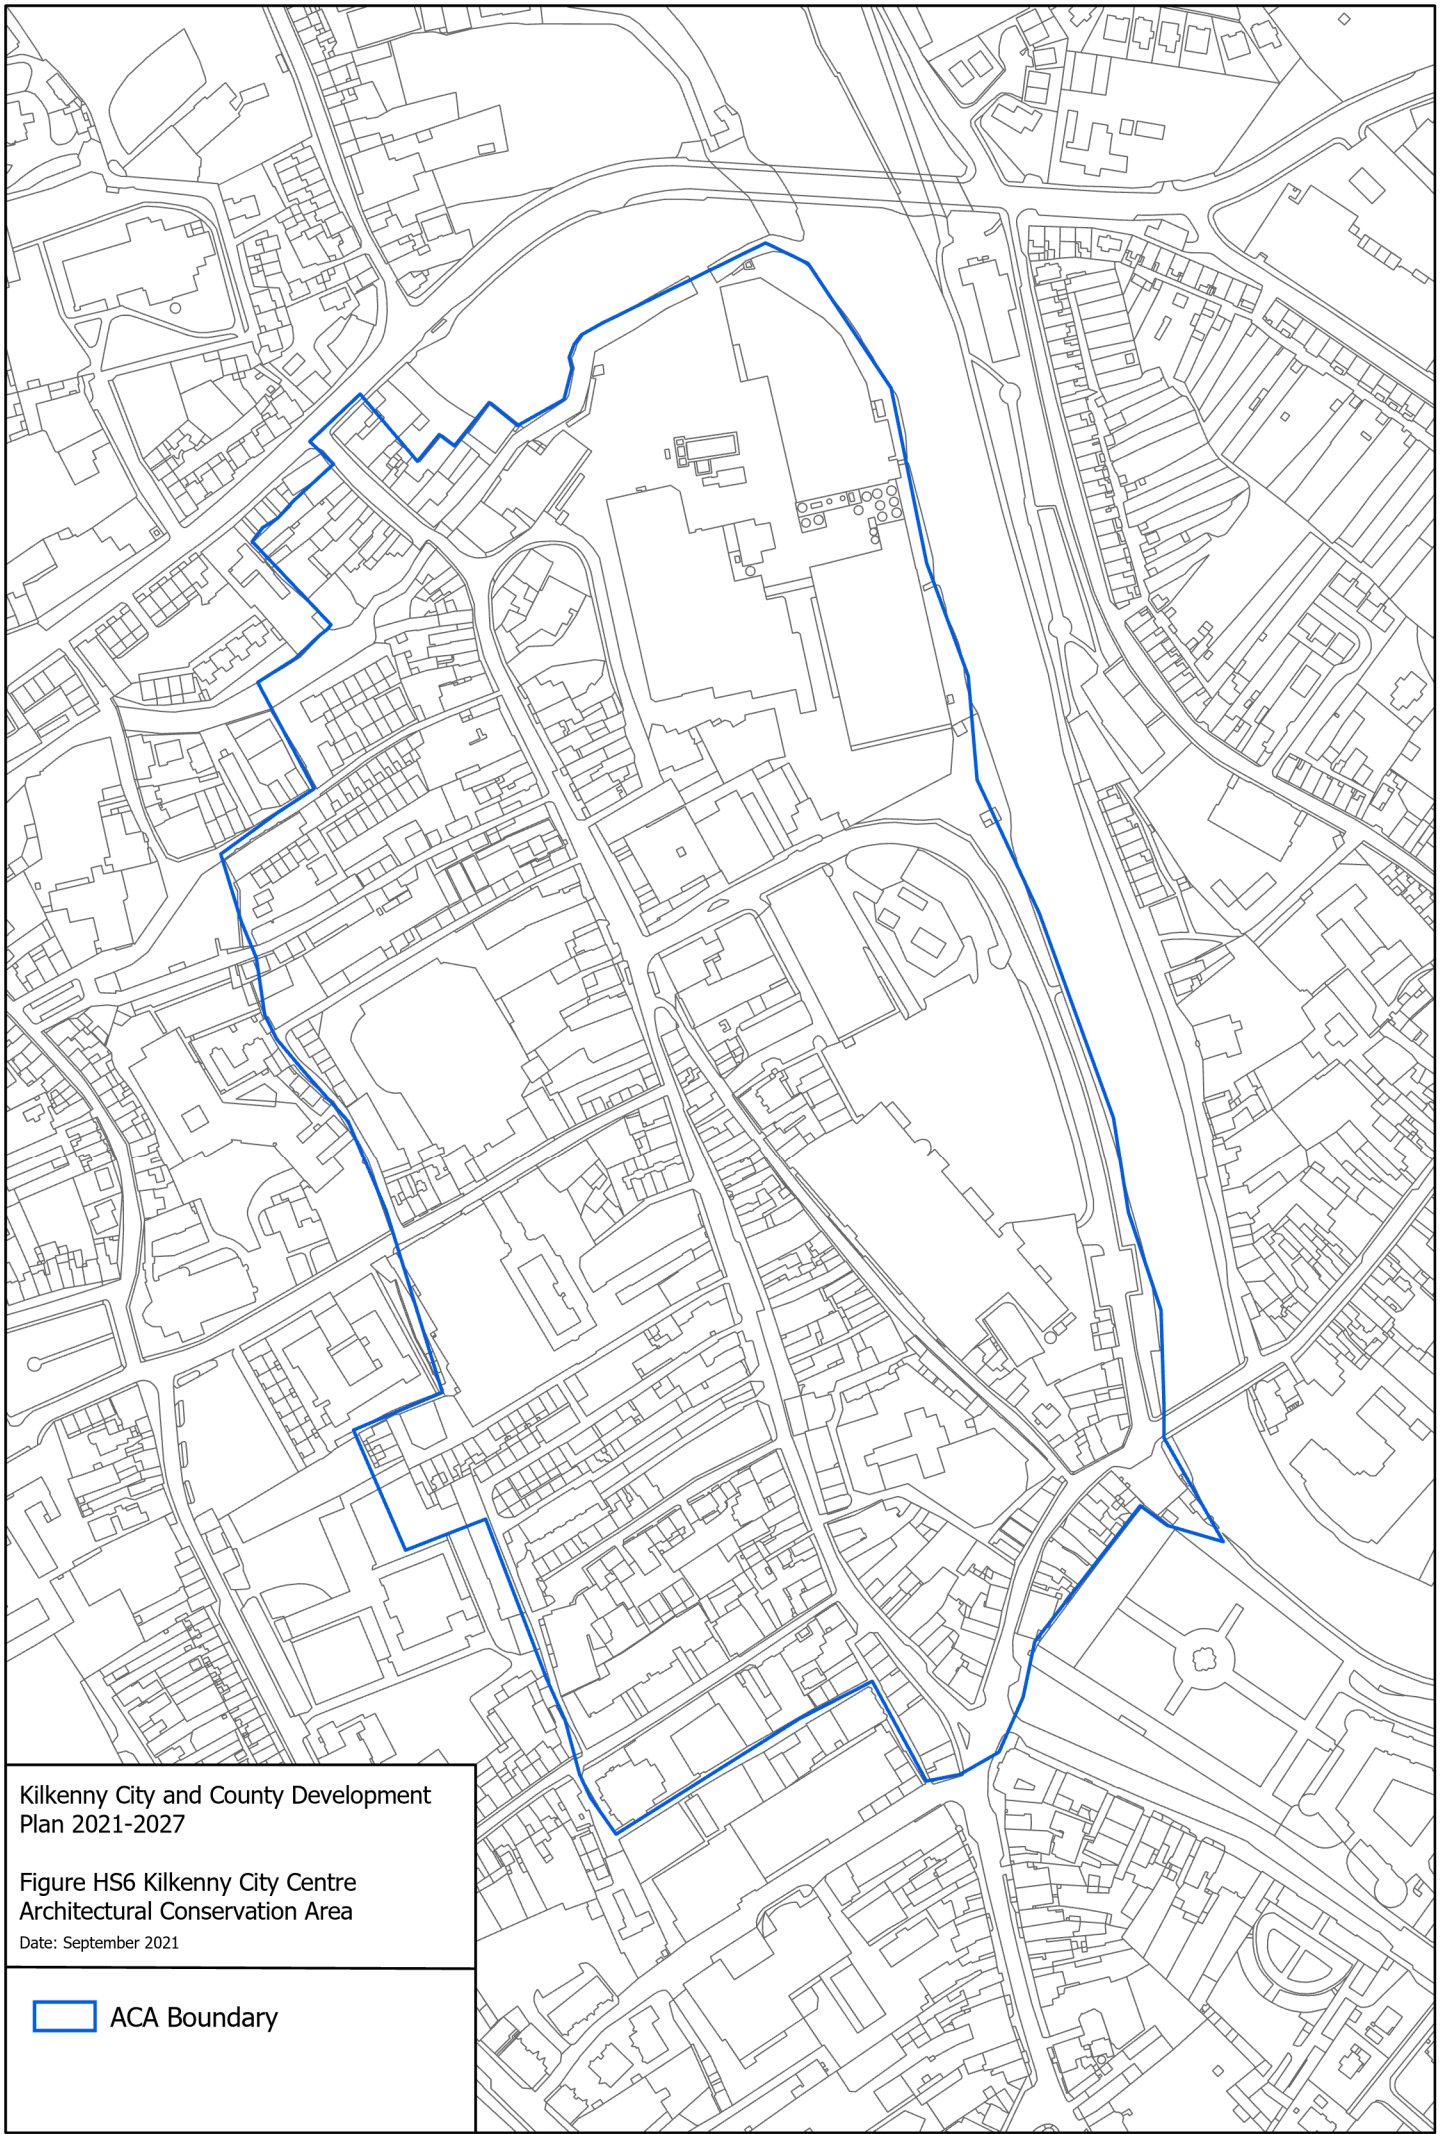 Kilkenny City and County Development
Plan 2021-2027
Figure HS6 Kilkenny City Centre
Architectural Conservation Area
Date: September 2021
ACA Boundary